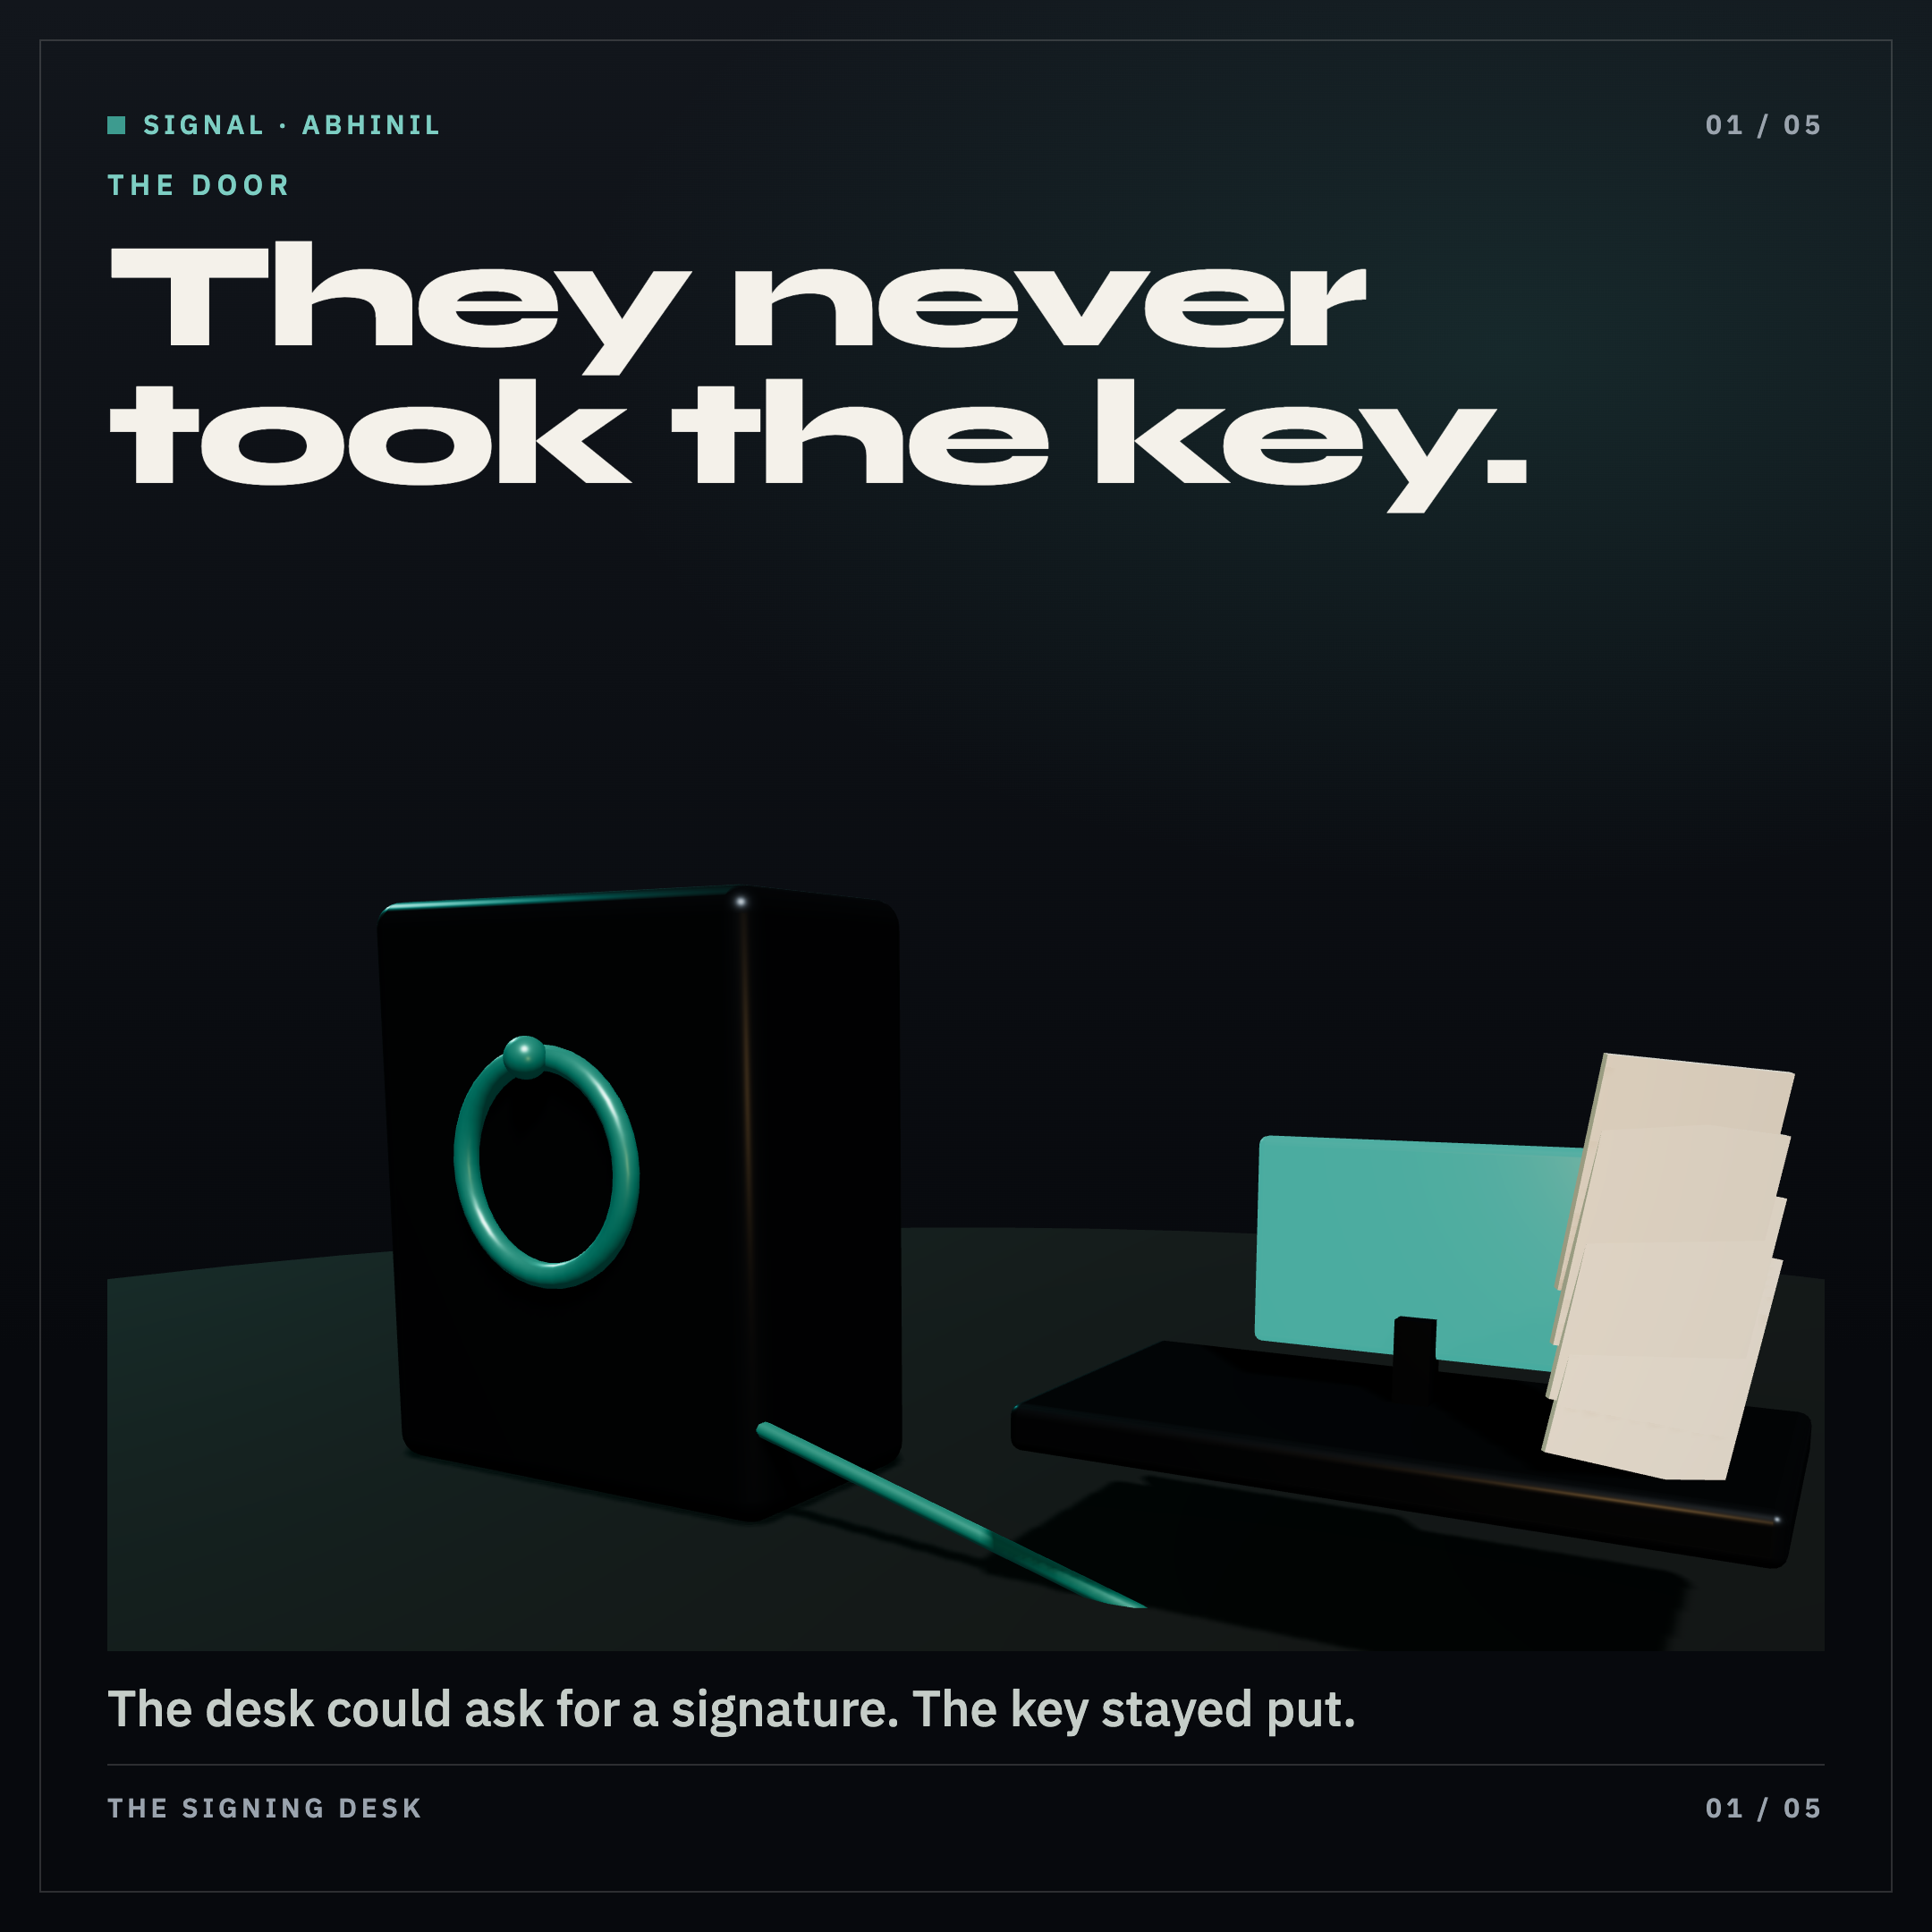 SIGNAL · ABHINIL
01 / 05
THE DOOR
They never
took the key.
The desk could ask for a signature. The key stayed put.
THE SIGNING DESK
01 / 05